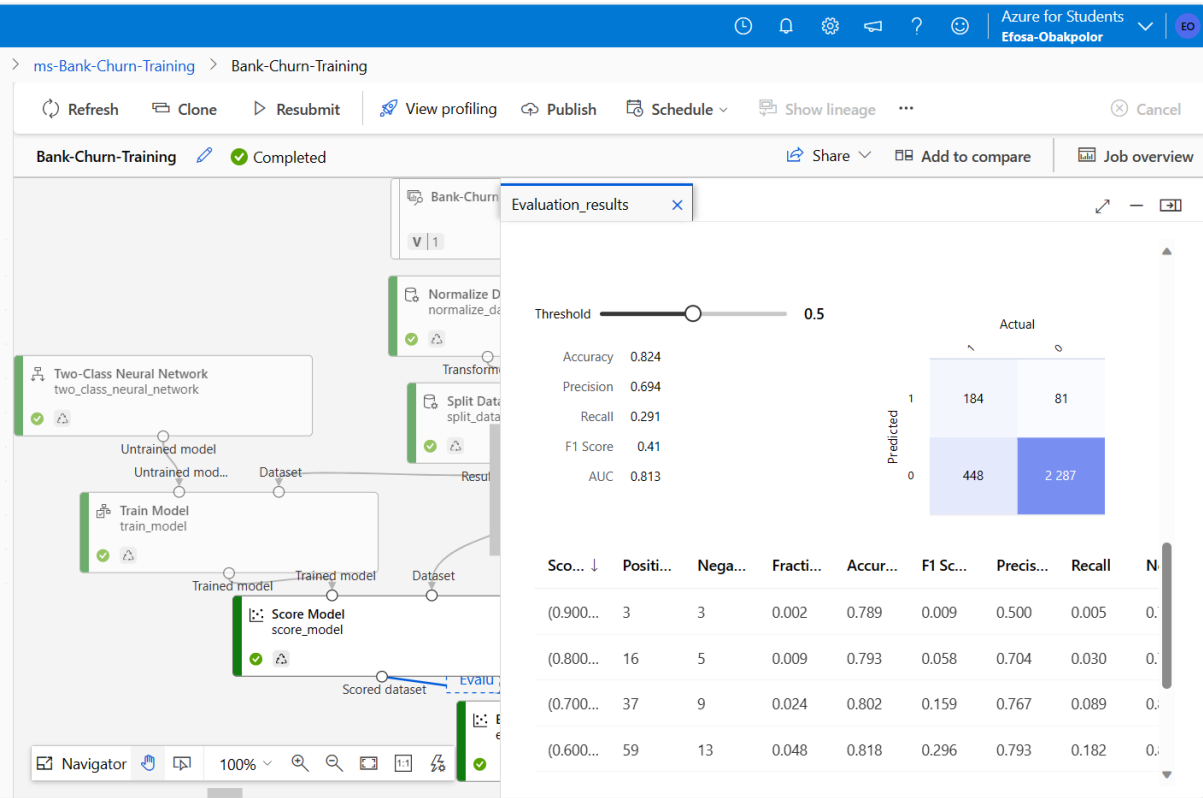 Azure for Students
Efosa-Obakpolor
EO
ms-Bank-Churn-Training > Bank-Churn-Training
Refresh Clone Resubmit View profiling Publish Schedule Show lineage ... Cancel
Bank-Churn-Training Completed Share Add to compare Job overview
Bank-Churn
V 1
Normalize D
normalize_da
Transform
Two-Class Neural Network
two_class_neural_network
Split Data
split_data
Untrained model
Untrained mod...
Dataset
Resul
Train Model
train_model
Trained model
Trained model
Dataset
Score Model
score_model
Scored dataset
Evalu
E
e
Navigator 100% 1:1
Evaluation_results
Threshold 0.5
Accuracy 0.824
Precision 0.694
Recall 0.291
F1 Score 0.41
AUC 0.813
Actual
1 0
Predicted
1 184 81
0 448 2 287
Sco... ↓ Positi... Nega... Fracti... Accur... F1 Sc... Precis... Recall N
(0.900... 3 3 0.002 0.789 0.009 0.500 0.005 0.
(0.800... 16 5 0.009 0.793 0.058 0.704 0.030 0.
(0.700... 37 9 0.024 0.802 0.159 0.767 0.089 0.
(0.600... 59 13 0.048 0.818 0.296 0.793 0.182 0.